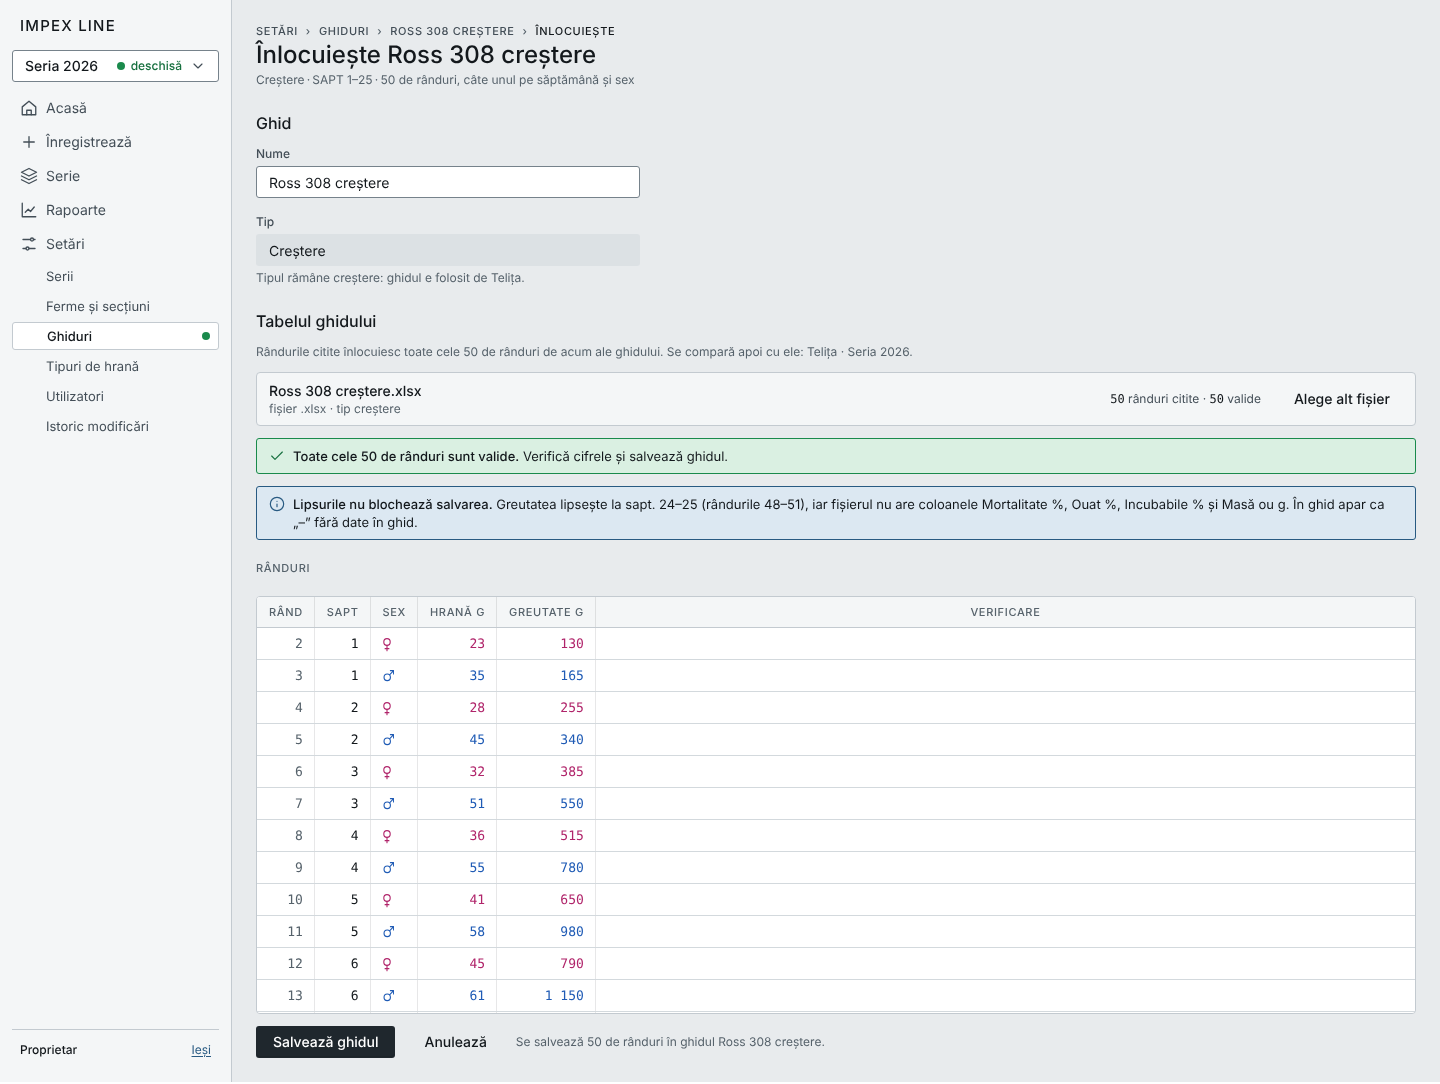 IMPEX LINE
Seria 2026 deschisă
Acasă
Înregistrează
Serie
Rapoarte
Setări
Serii
Ferme și secțiuni
Ghiduri
Tipuri de hrană
Utilizatori
Istoric modificări
Proprietar Ieși
SETĂRI › GHIDURI › ROSS 308 CREȘTERE › ÎNLOCUIEȘTE
Înlocuiește Ross 308 creștere
Creștere · SAPT 1–25 · 50 de rânduri, câte unul pe săptămână și sex
Ghid
Nume
Ross 308 creștere
Tip
Creștere
Tipul rămâne creștere: ghidul e folosit de Telița.
Tabelul ghidului
Rândurile citite înlocuiesc toate cele 50 de rânduri de acum ale ghidului. Se compară apoi cu ele: Telița · Seria 2026.
Ross 308 creștere.xlsx
fișier .xlsx · tip creștere
50 rânduri citite · 50 valide
Alege alt fișier
Toate cele 50 de rânduri sunt valide. Verifică cifrele și salvează ghidul.
Lipsurile nu blochează salvarea. Greutatea lipsește la sapt. 24–25 (rândurile 48–51), iar fișierul nu are coloanele Mortalitate %, Ouat %, Incubabile % și Masă ou g. În ghid apar ca
„–” fără date în ghid.
RÂNDURI
RÂND SAPT SEX HRANĂ G GREUTATE G VERIFICARE
2 1 ♀ 23 130
3 1 ♂ 35 165
4 2 ♀ 28 255
5 2 ♂ 45 340
6 3 ♀ 32 385
7 3 ♂ 51 550
8 4 ♀ 36 515
9 4 ♂ 55 780
10 5 ♀ 41 650
11 5 ♂ 58 980
12 6 ♀ 45 790
13 6 ♂ 61 1 150
Salvează ghidul
Anulează
Se salvează 50 de rânduri în ghidul Ross 308 creștere.